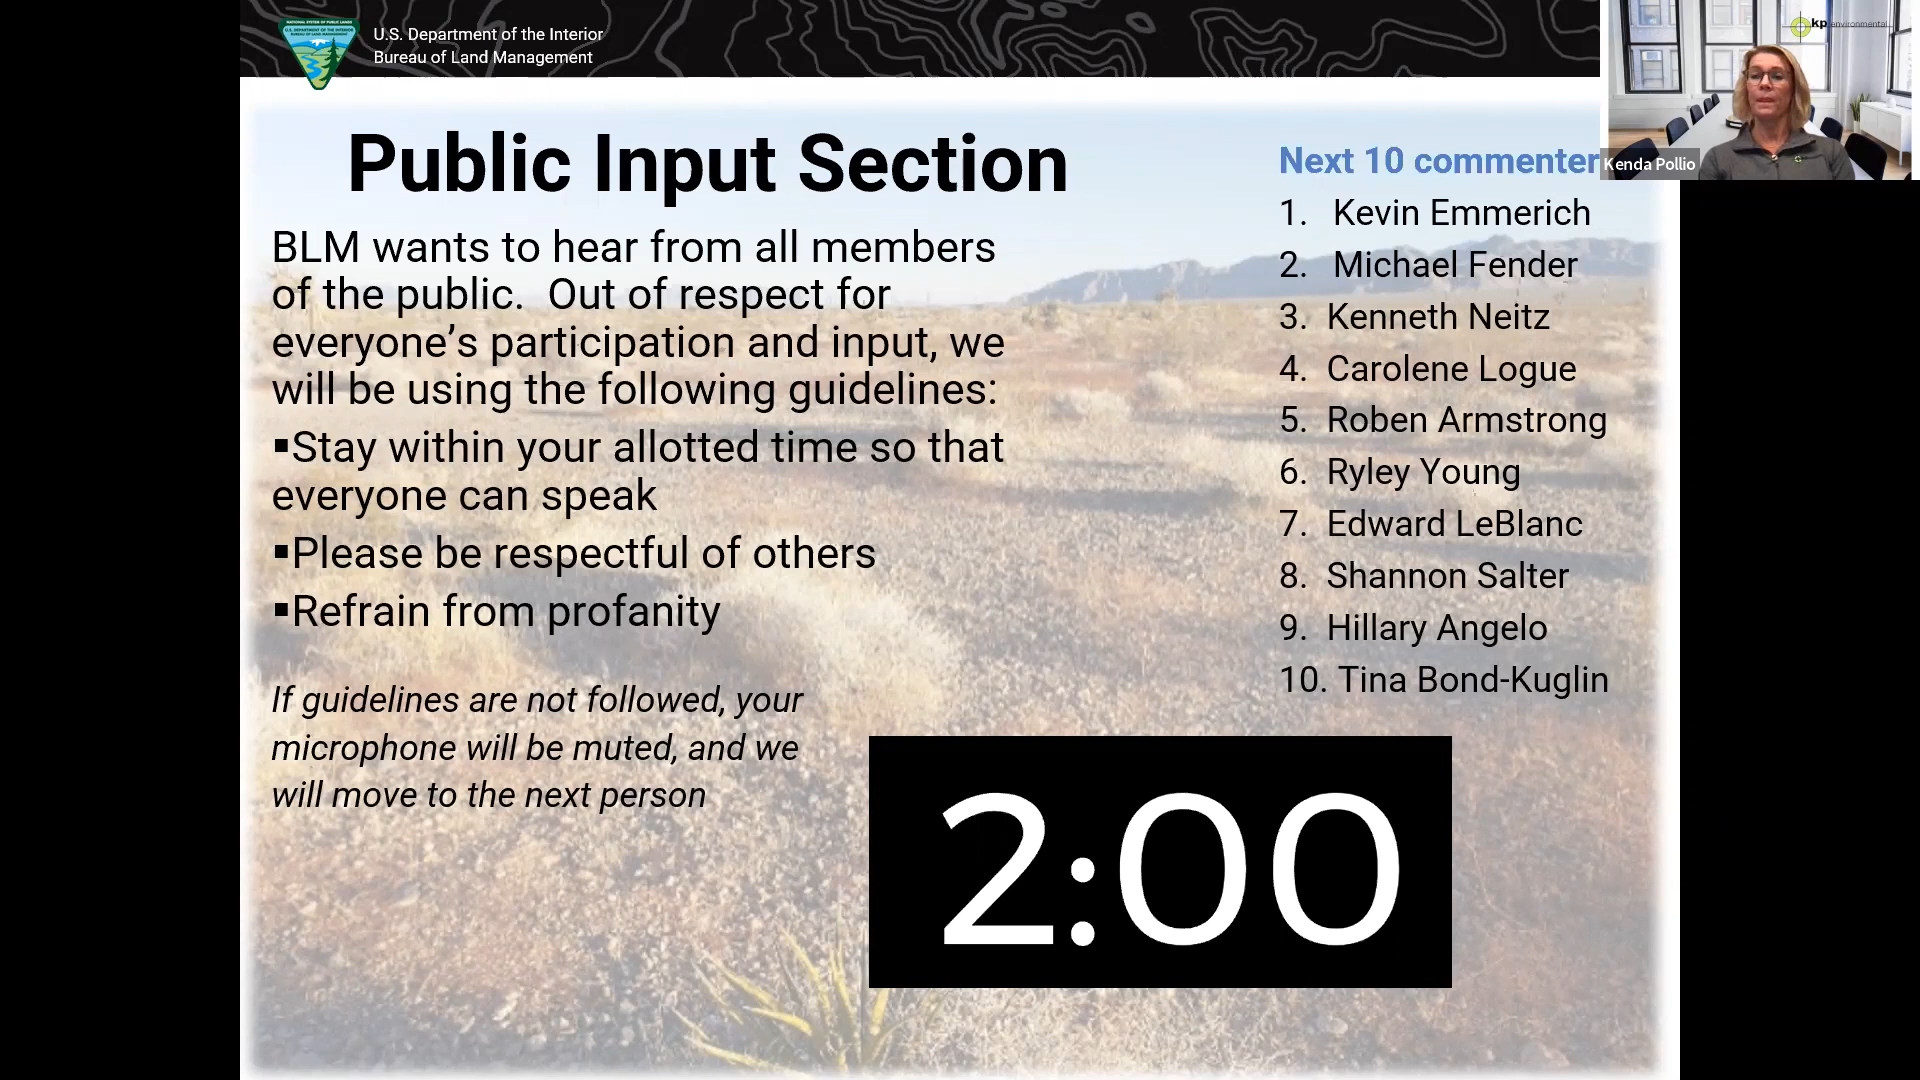 U.S. Department of the Interior
Bureau of Land Management
kp environmental
Kenda Pollio
Public Input Section
BLM wants to hear from all members
of the public.  Out of respect for
everyone’s participation and input, we
will be using the following guidelines:
▪Stay within your allotted time so that
everyone can speak
▪Please be respectful of others
▪Refrain from profanity
If guidelines are not followed, your
microphone will be muted, and we
will move to the next person
Next 10 commenter
1. Kevin Emmerich
2. Michael Fender
3. Kenneth Neitz
4. Carolene Logue
5. Roben Armstrong
6. Ryley Young
7. Edward LeBlanc
8. Shannon Salter
9. Hillary Angelo
10. Tina Bond-Kuglin
2:00